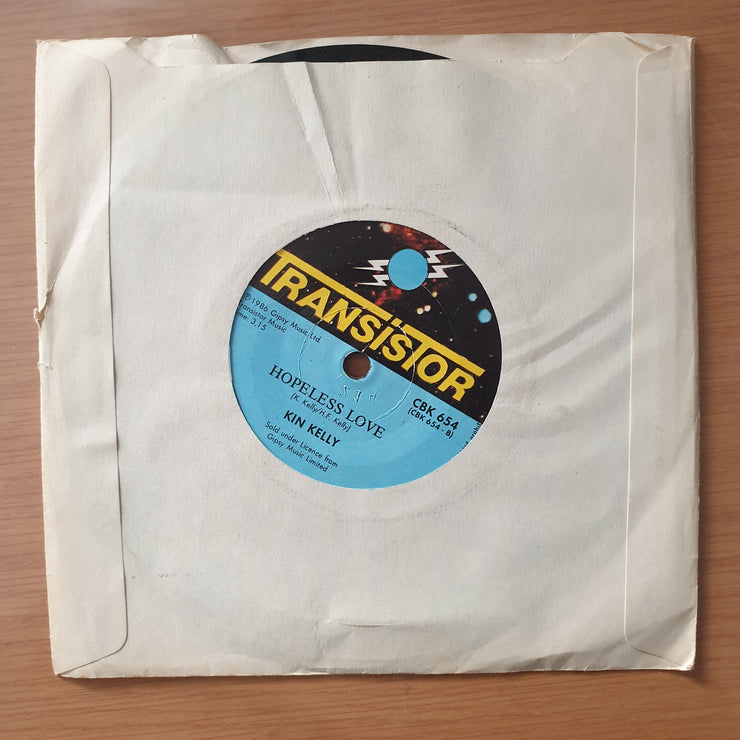 TRANSISTOR
℗ 1986 Gipsy Music Ltd.
Transistor Music
Time: 3,15
HOPELESS LOVE
(K. Kelly/H.F. Kelly)
KIN KELLY
Sold under Licence from
Gipsy Music Limited
CBK 654
(CBK 654 - B)